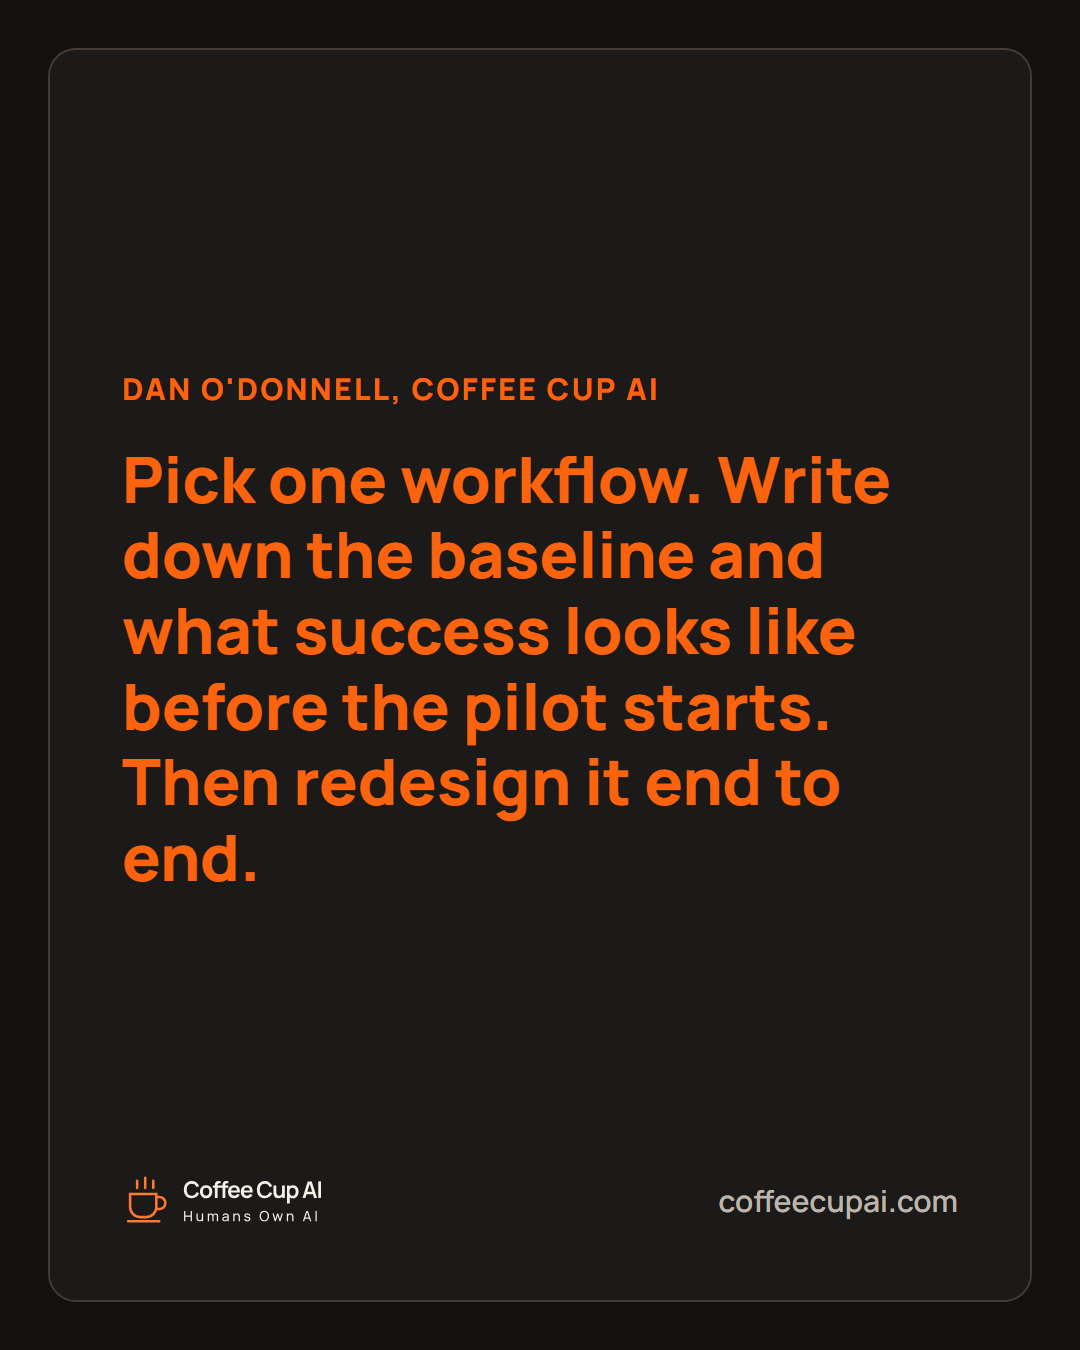 DAN O'DONNELL, COFFEE CUP AI
Pick one workflow. Write
down the baseline and
what success looks like
before the pilot starts.
Then redesign it end to
end.
Coffee Cup AI
Humans Own AI
coffeecupai.com